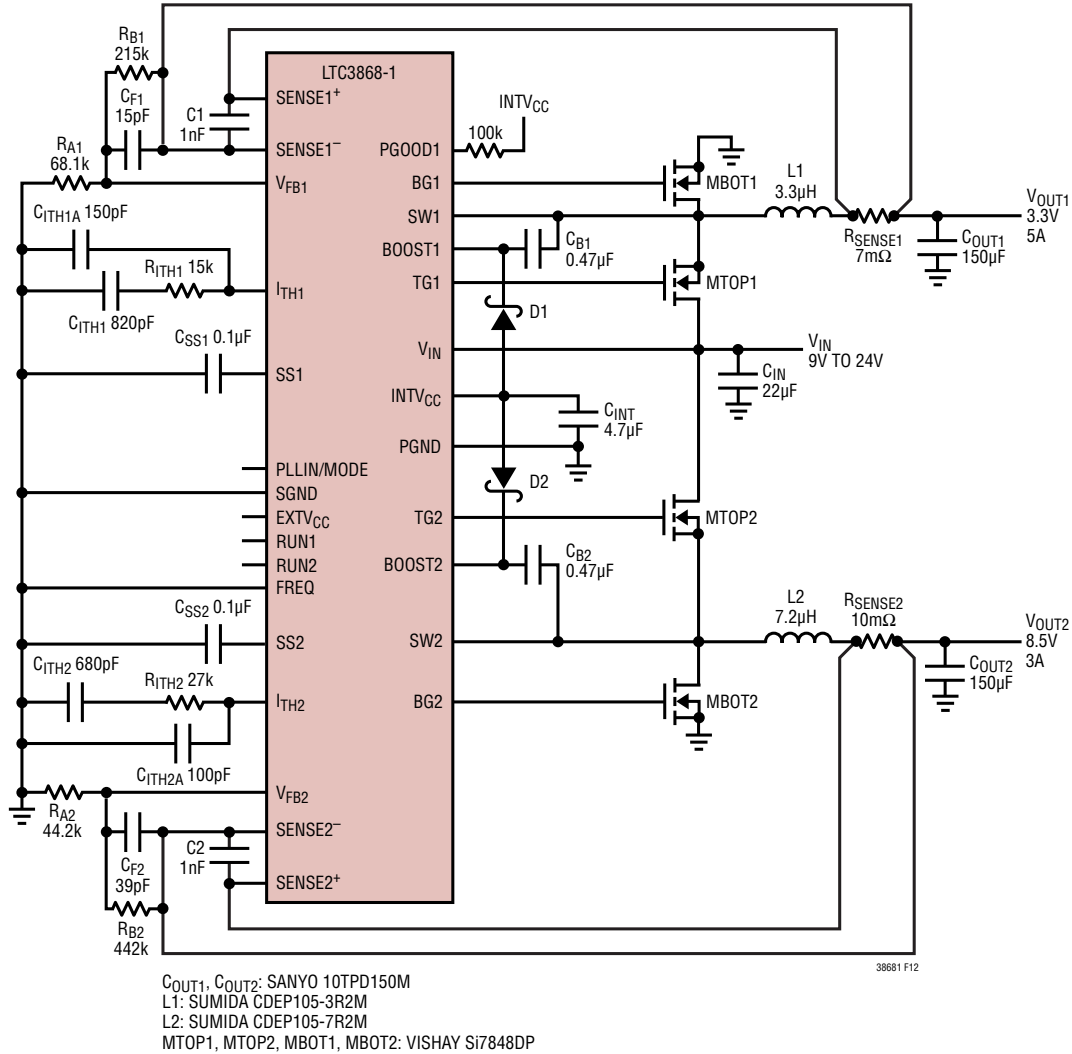 LTC3868-1
RB1
215k
CF1
15pF
C1
1nF
RA1
68.1k
CITH1A 150pF
RITH1 15k
CITH1 820pF
CSS1 0.1µF
SENSE1+
SENSE1–
VFB1
ITH1
SS1
PLLIN/MODE
SGND
EXTVCC
RUN1
RUN2
FREQ
SS2
ITH2
VFB2
SENSE2–
SENSE2+
CSS2 0.1µF
CITH2 680pF
RITH2 27k
CITH2A 100pF
RA2
44.2k
CF2
39pF
C2
1nF
RB2
442k
PGOOD1
BG1
SW1
BOOST1
TG1
VIN
INTVCC
PGND
TG2
BOOST2
SW2
BG2
INTVCC
100k
MBOT1
L1
3.3µH
RSENSE1
7mΩ
VOUT1
3.3V
5A
COUT1
150µF
CB1
0.47µF
MTOP1
D1
VIN
9V TO 24V
CIN
22µF
CINT
4.7µF
D2
MTOP2
CB2
0.47µF
L2
7.2µH
RSENSE2
10mΩ
VOUT2
8.5V
3A
COUT2
150µF
MBOT2
38681 F12
COUT1, COUT2: SANYO 10TPD150M
L1: SUMIDA CDEP105-3R2M
L2: SUMIDA CDEP105-7R2M
MTOP1, MTOP2, MBOT1, MBOT2: VISHAY Si7848DP